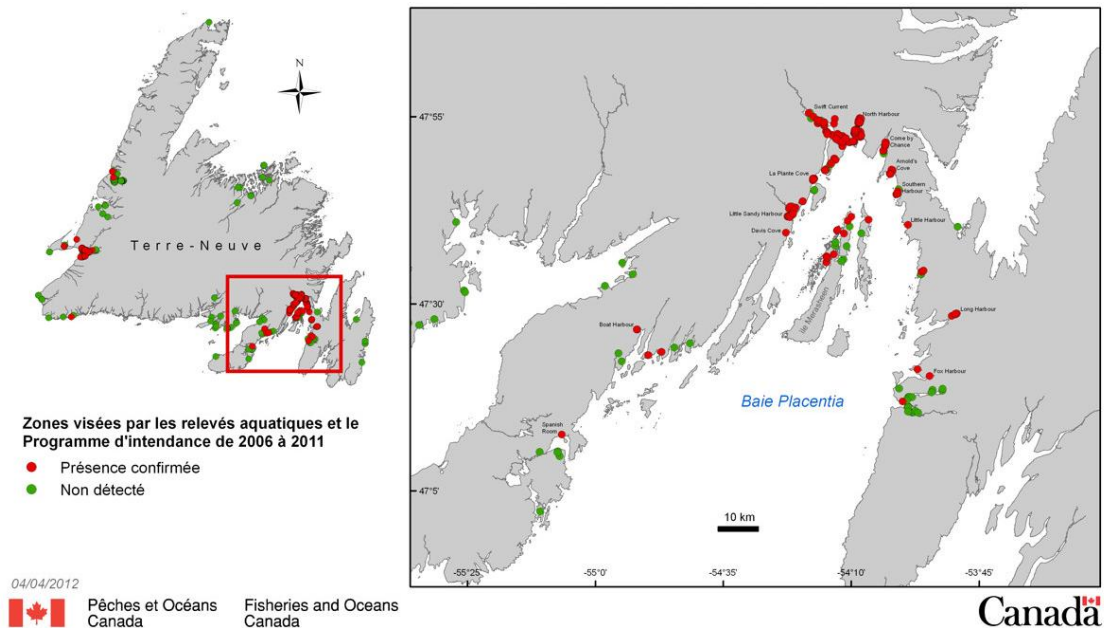 N
Terre-Neuve
Zones visées par les relevés aquatiques et le
Programme d'intendance de 2006 à 2011
Présence confirmée
Non détecté
04/04/2012
Pêches et Océans
Canada
Fisheries and Oceans
Canada
47°55
47°30
47°5
-55°25
-55°00
-54°35
-54°10
-53°45
Swift Current
North Harbour
Come by
Chance
Arnold's
Cove
La Plante Cove
Southern
Harbour
Little Sandy Harbour
Little Harbour
Davis Cove
Île Merasheen
Boat Harbour
Long Harbour
Fox Harbour
Baie Placentia
Spanish
Room
10 km
Canada